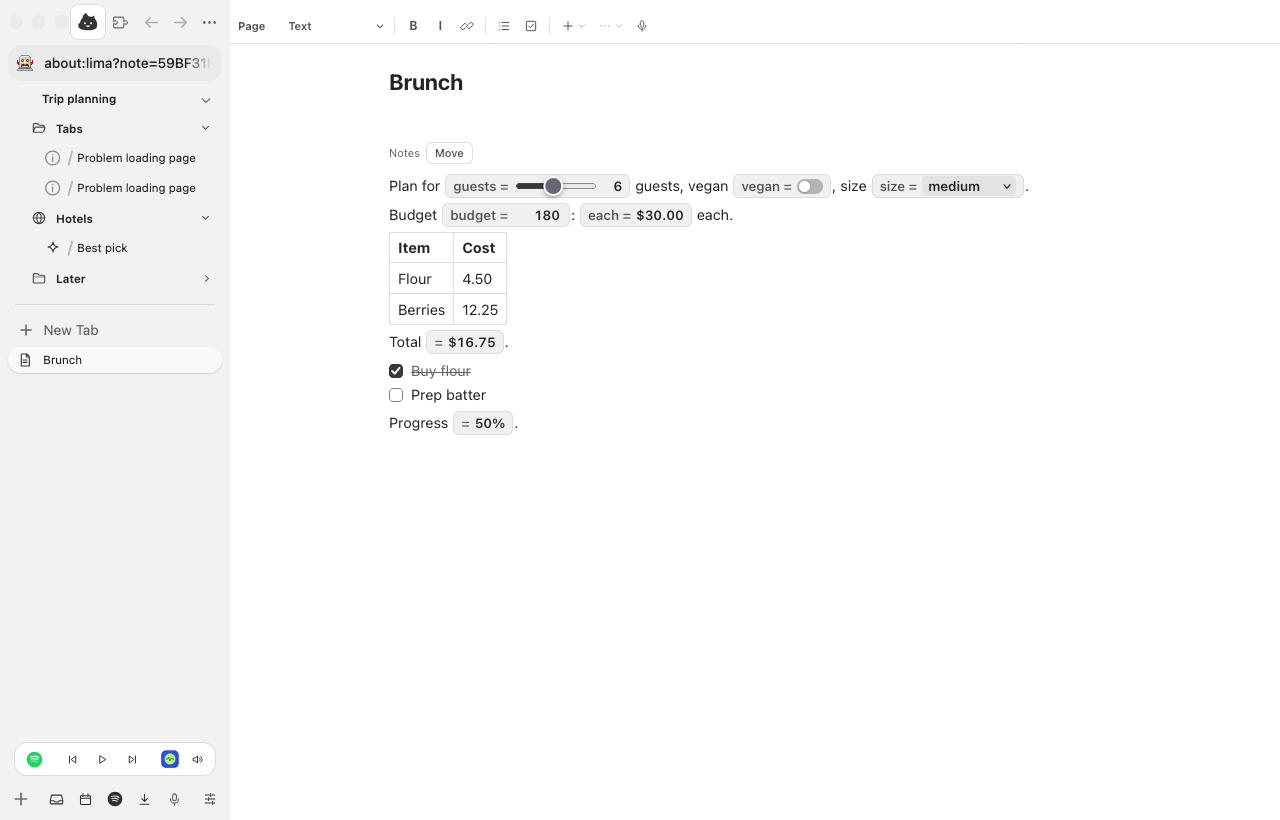 about:lima?note=59BF31
Trip planning
Tabs
/ Problem loading page
/ Problem loading page
Hotels
/ Best pick
Later
New Tab
Brunch
Page Text B I
Brunch
Notes Move
Plan for guests = 6 guests, vegan vegan = , size size = medium .
Budget budget = 180 : each = $30.00 each.
Item Cost
Flour 4.50
Berries 12.25
Total = $16.75 .
Buy flour
Prep batter
Progress = 50% .